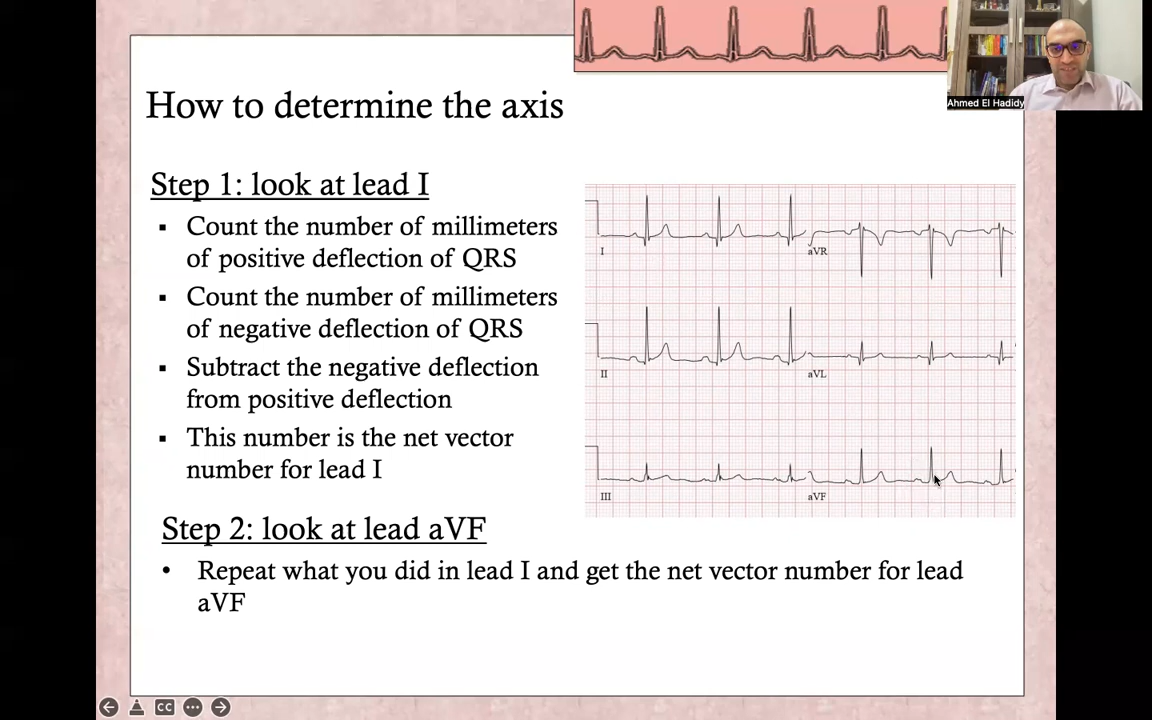 Ahmed El Hadidy
How to determine the axis
Step 1: look at lead I
▪ Count the number of millimeters
of positive deflection of QRS
▪ Count the number of millimeters
of negative deflection of QRS
▪ Subtract the negative deflection
from positive deflection
▪ This number is the net vector
number for lead I
I
aVR
II
aVL
III
aVF
Step 2: look at lead aVF
• Repeat what you did in lead I and get the net vector number for lead
aVF
CC